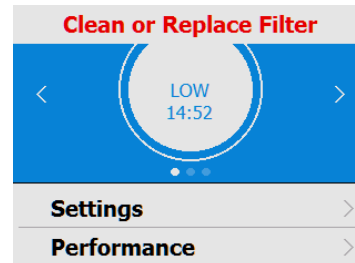 Clean or Replace Filter
LOW
14:52
Settings
Performance